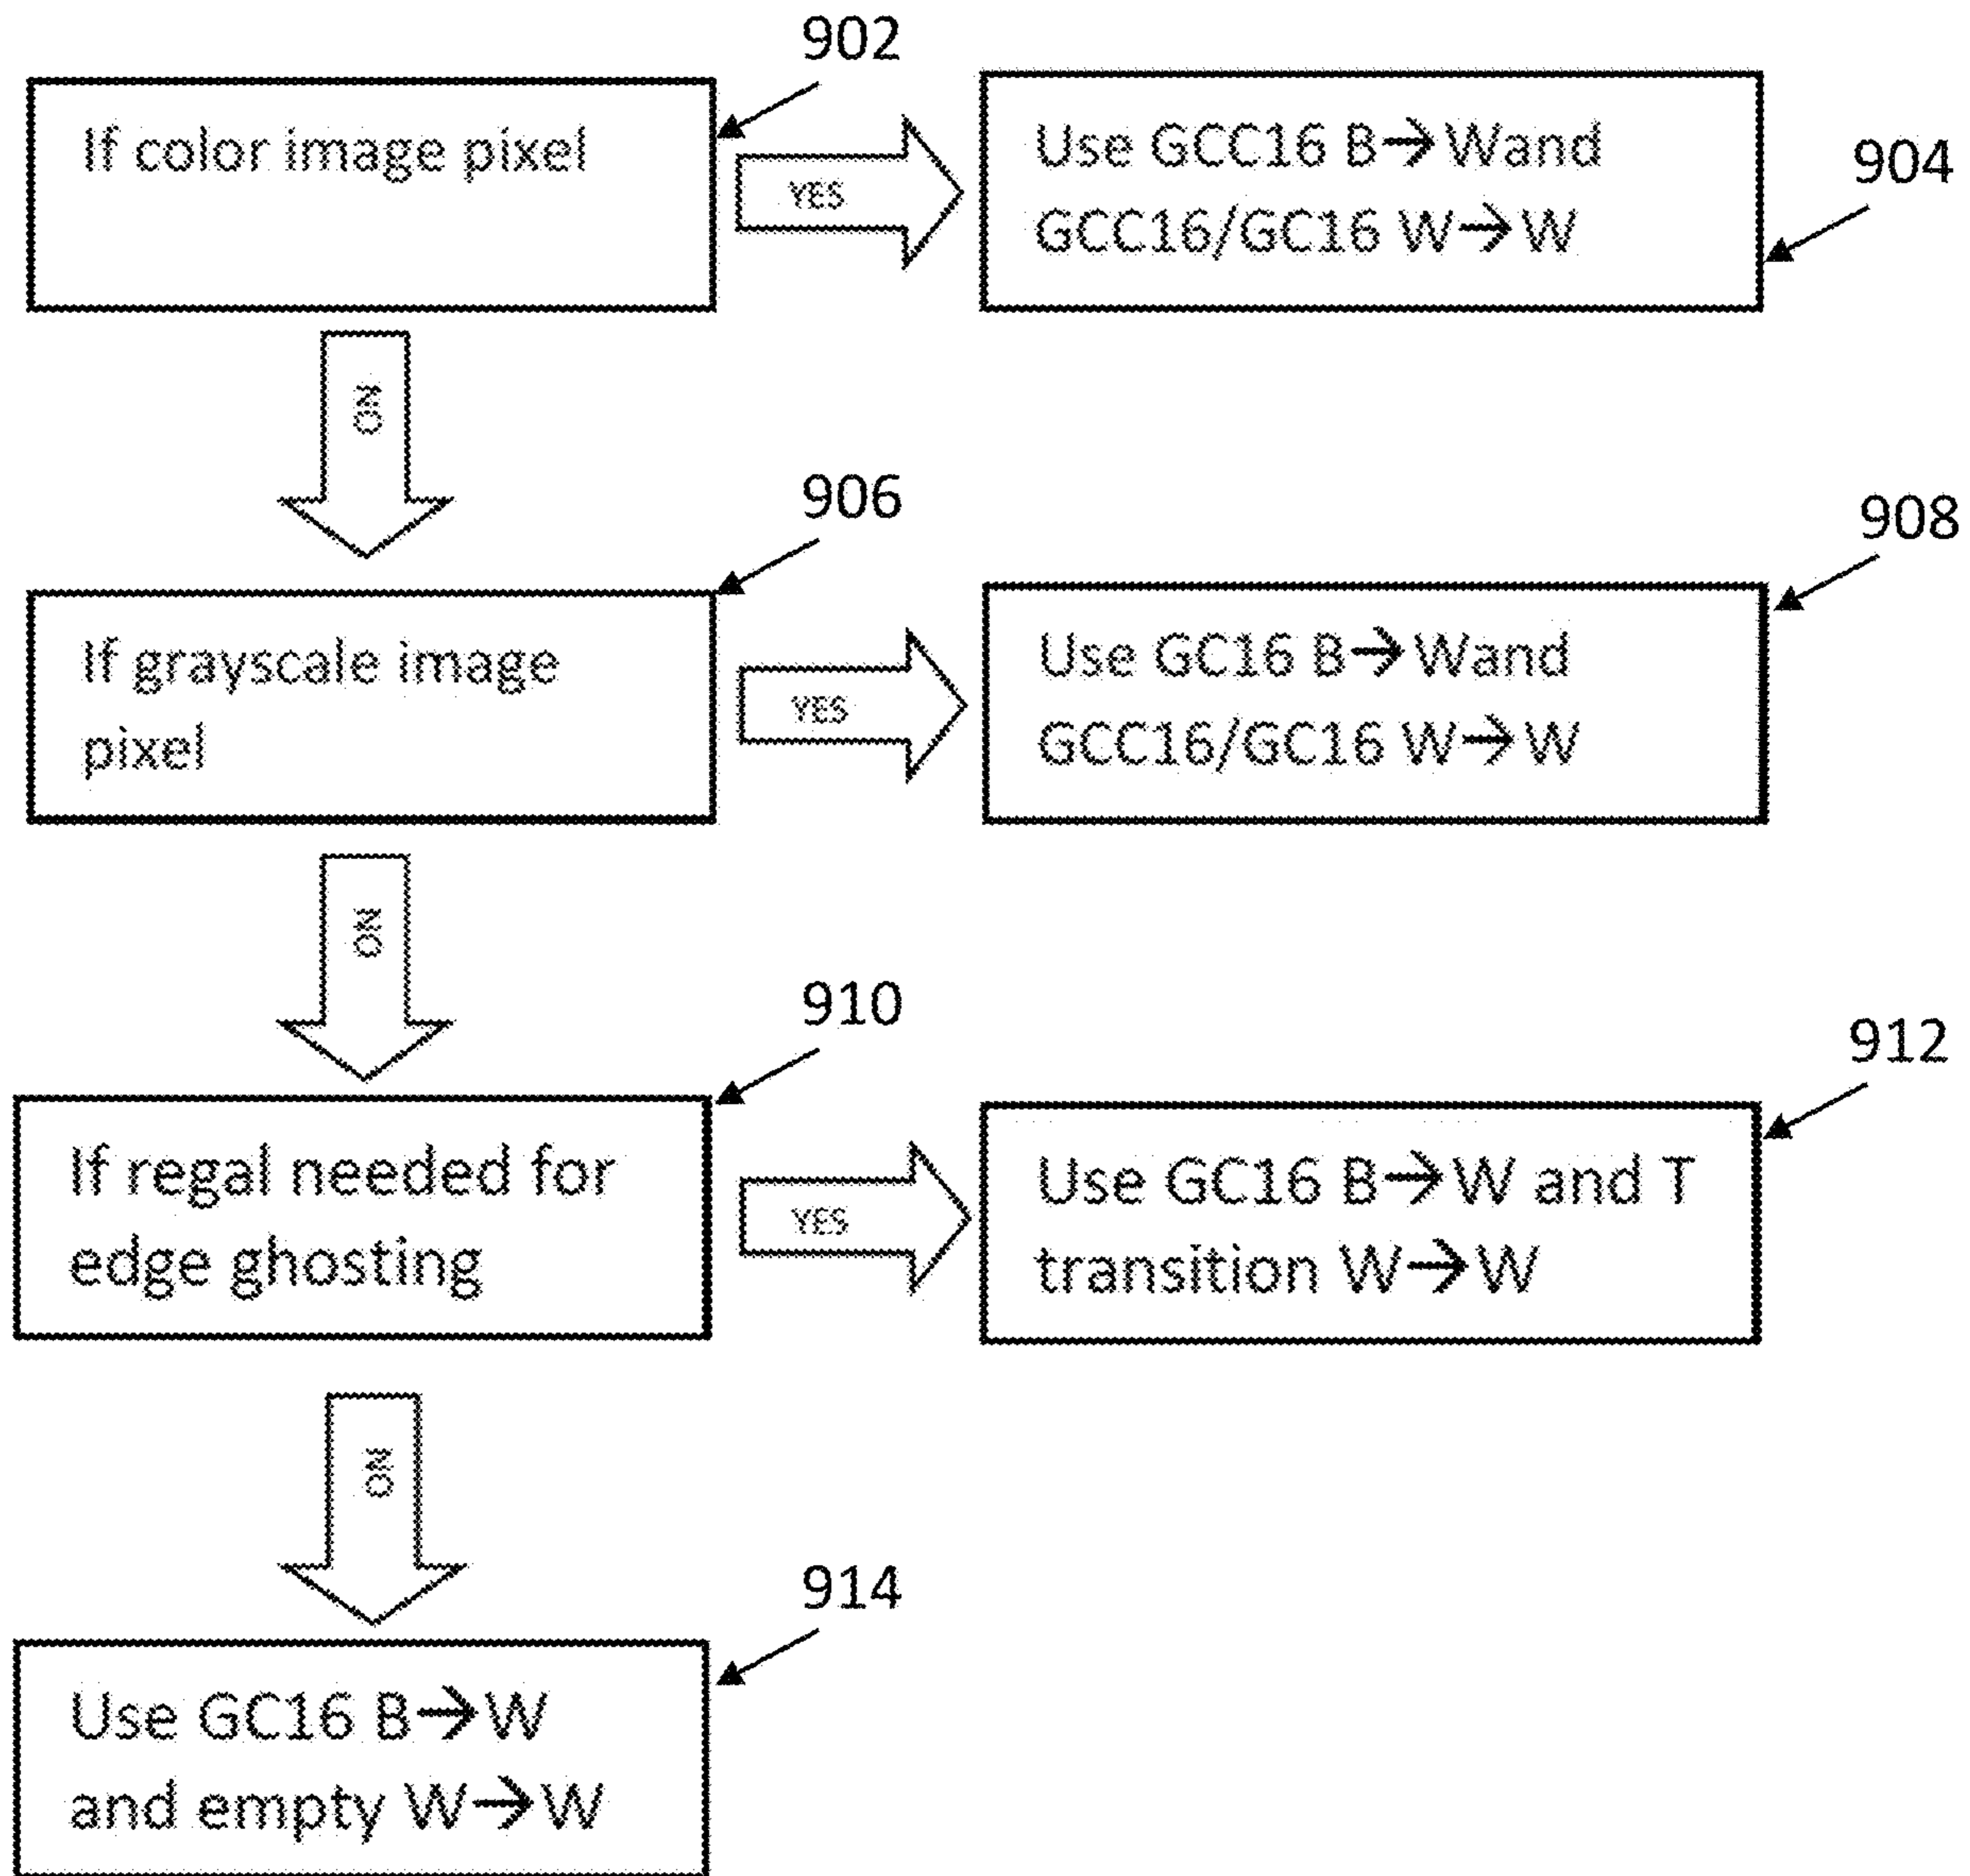 902
If color image pixel
YES
Use GCC16 B→Wand
GCC16/GC16 W→W
904
NO
906
If grayscale image
pixel
YES
Use GC16 B→Wand
GCC16/GC16 W→W
908
NO
910
If regal needed for
edge ghosting
YES
Use GC16 B→W and T
transition W→W
912
NO
914
Use GC16 B→W
and empty W→W